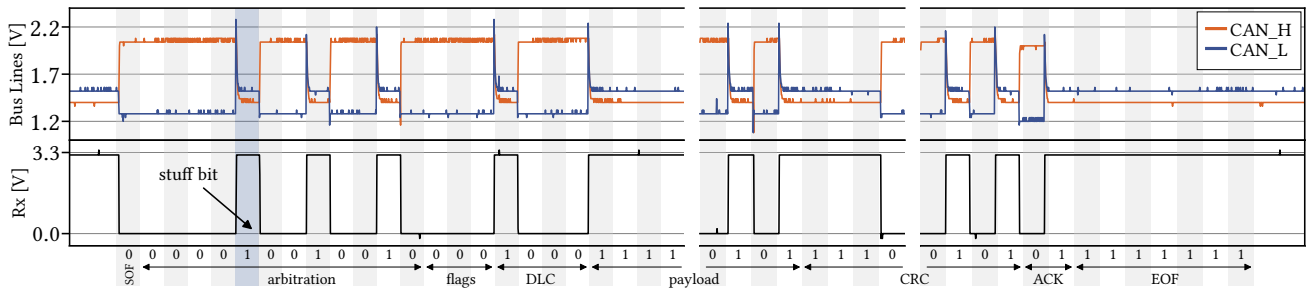 Bus Lines [V]
2.2
1.7
1.2
CAN_H
CAN_L
Rx [V]
3.3
0.0
stuff bit
0 0 0 0 0 1 0 0 1 0 0 1 0 0 0 0 1 0 0 0 1 1 1 1 0 1 0 1 1 1 1 0 0 1 0 1 0 1 1 1 1 1 1 1 1
SOF arbitration flags DLC payload CRC ACK EOF